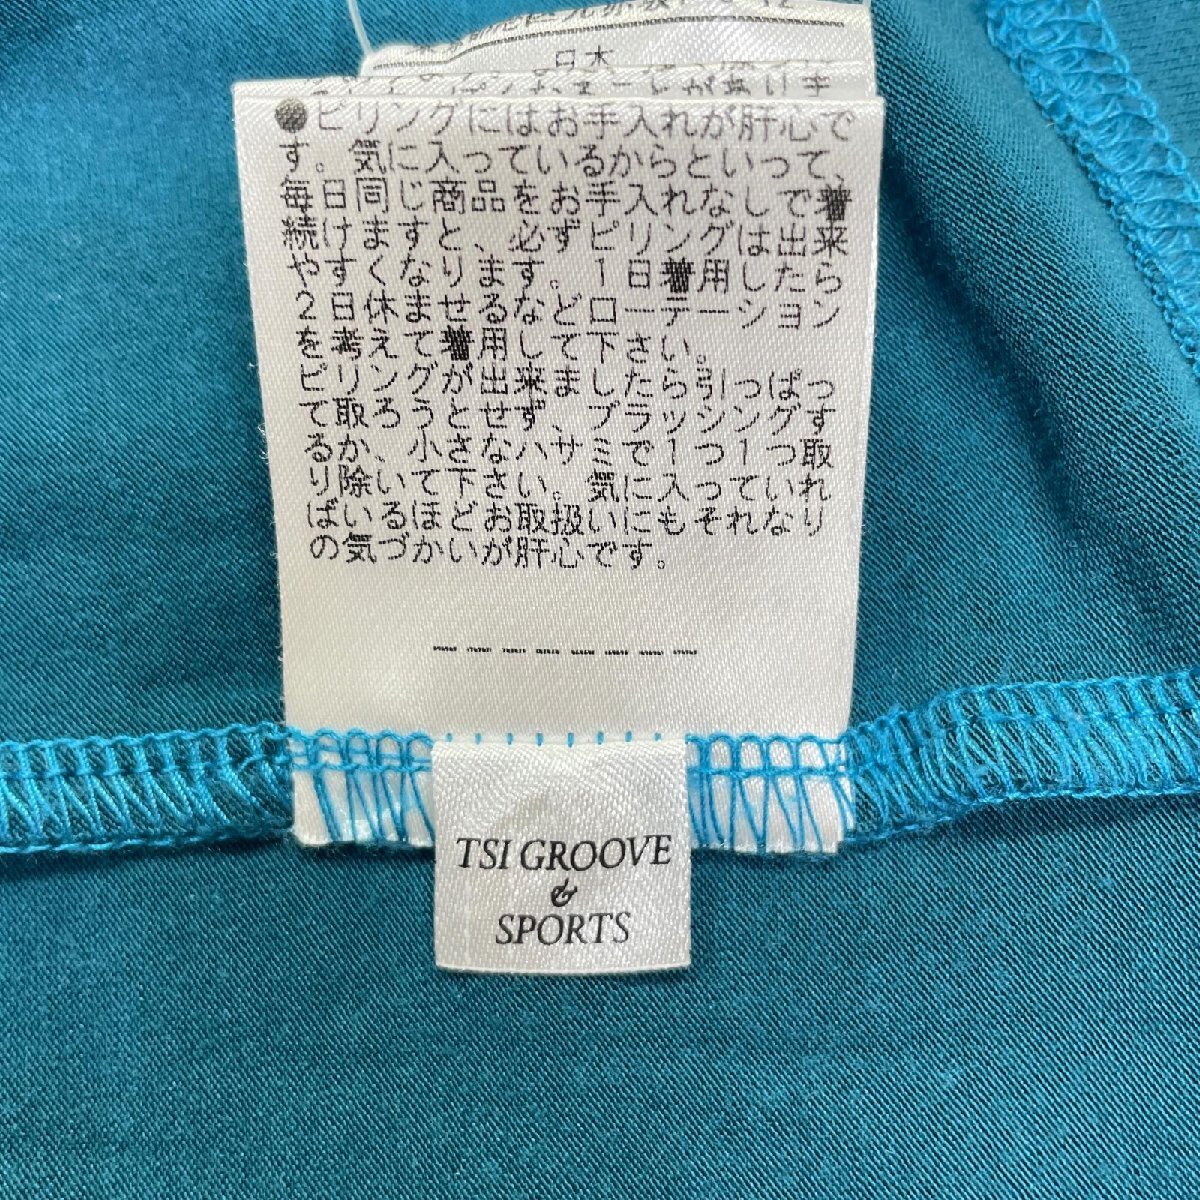 日本
●ピリングにはお手入れが肝心で
す。気に入っているからといって、
毎日同じ商品をお手入れなしで着
続けますと、必ずピリングは出来
やすくなります。1日着用したら
2日休ませるなどローテーション
を考えて着用して下さい。
ピリングが出来ましたら引っぱっ
て取ろうとせず、ブラッシングす
るか、小さなハサミで1つ1つ取
り除いて下さい。気に入っていれ
ばいるほどお取扱いにもそれなり
の気づかいが肝心です。
TSI GROOVE
&
SPORTS